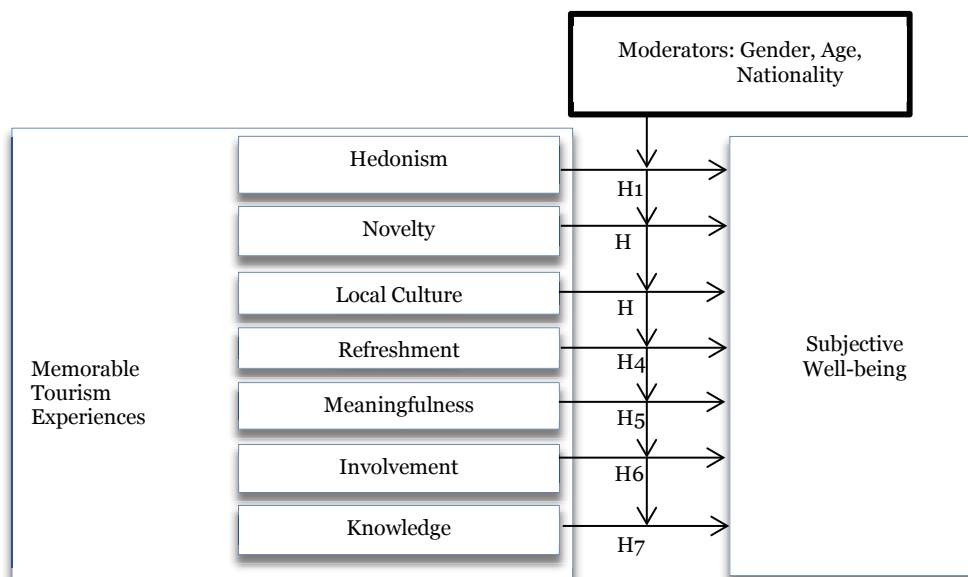 Moderators: Gender, Age,
Nationality
Hedonism
H1
Novelty
H
Local Culture
H
Refreshment
H4
Meaningfulness
H5
Involvement
H6
Knowledge
H7
Memorable
Tourism
Experiences
Subjective
Well-being